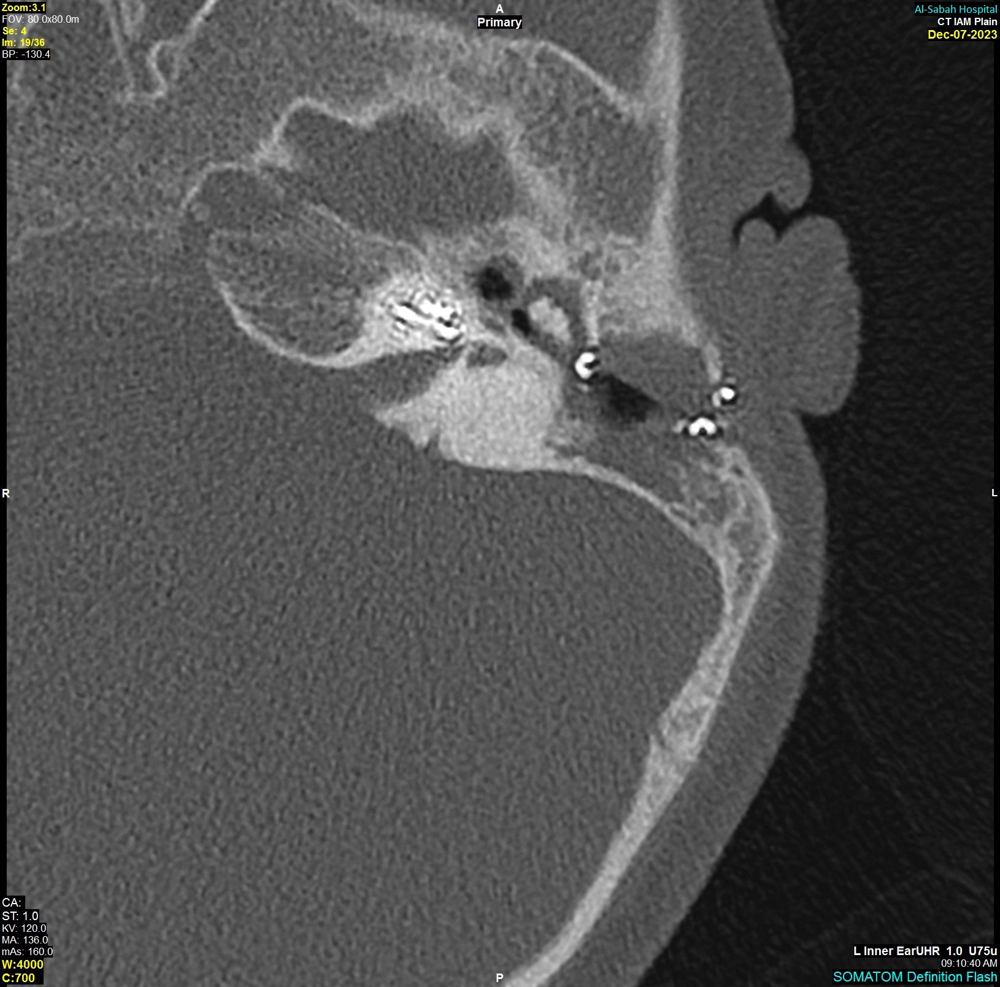 Zoom:3.1
FOV: 80.0x80.0m
Se: 4
Im: 19/36
BP: -130.4
A
Primary
Al-Sabah Hospital
CT IAM Plain
Dec-07-2023
R
L
CA:
ST: 1.0
KV: 120.0
MA: 136.0
mAs: 160.0
W:4000
C:700
P
L Inner EarUHR 1.0 U75u
09:10:40 AM
SOMATOM Definition Flash